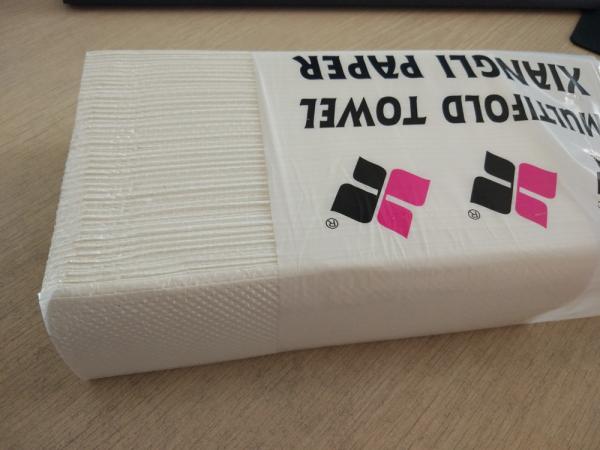 ®
®
MULTIFOLD TOWEL
XIANGLI PAPER